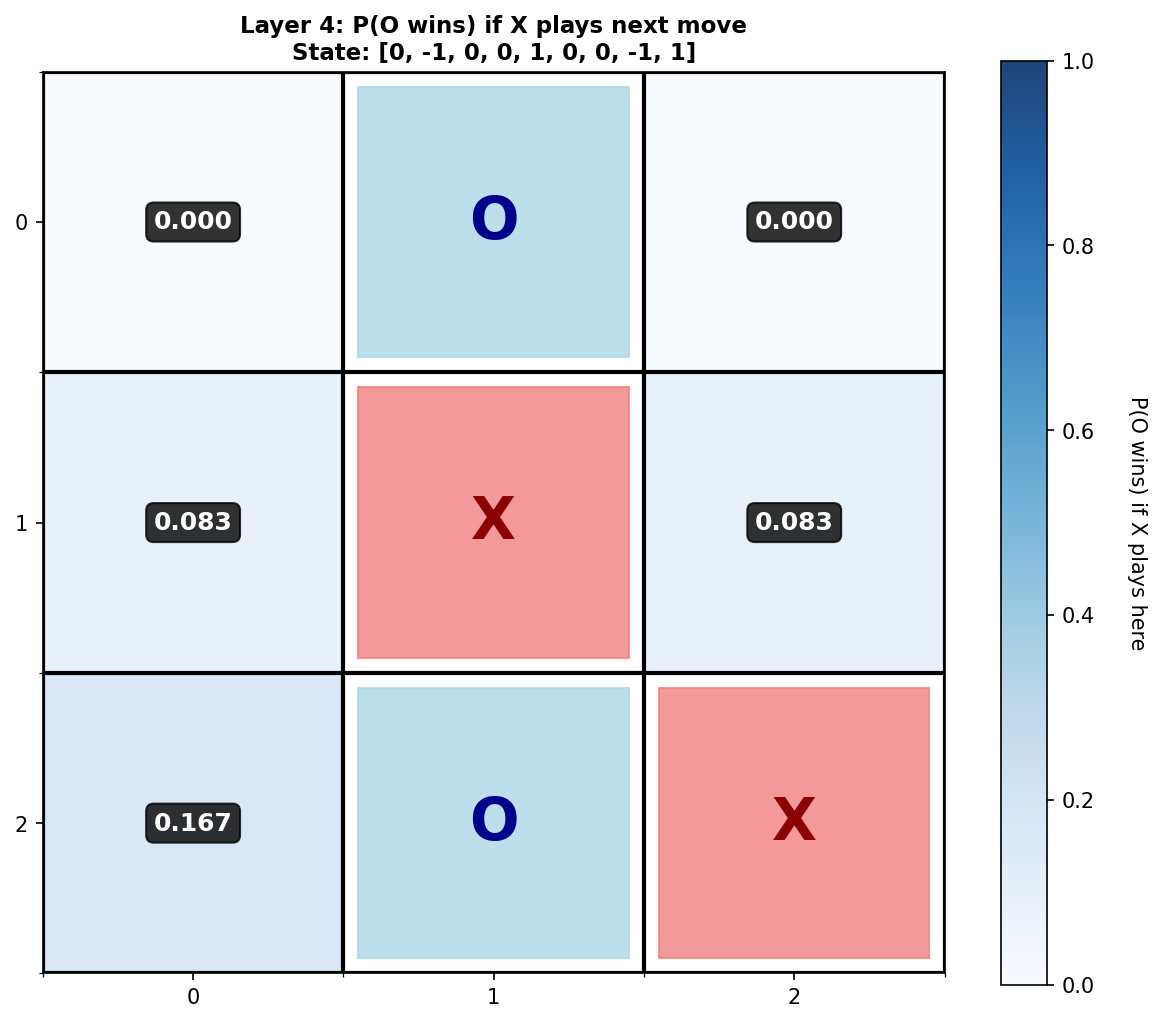 Layer 4: P(O wins) if X plays next move
State: [0, -1, 0, 0, 1, 0, 0, -1, 1]
0
0.000
O
0.000
1
0.083
X
0.083
2
0.167
O
X
0
1
2
1.0
0.8
0.6
0.4
0.2
0.0
P(O wins) if X plays here